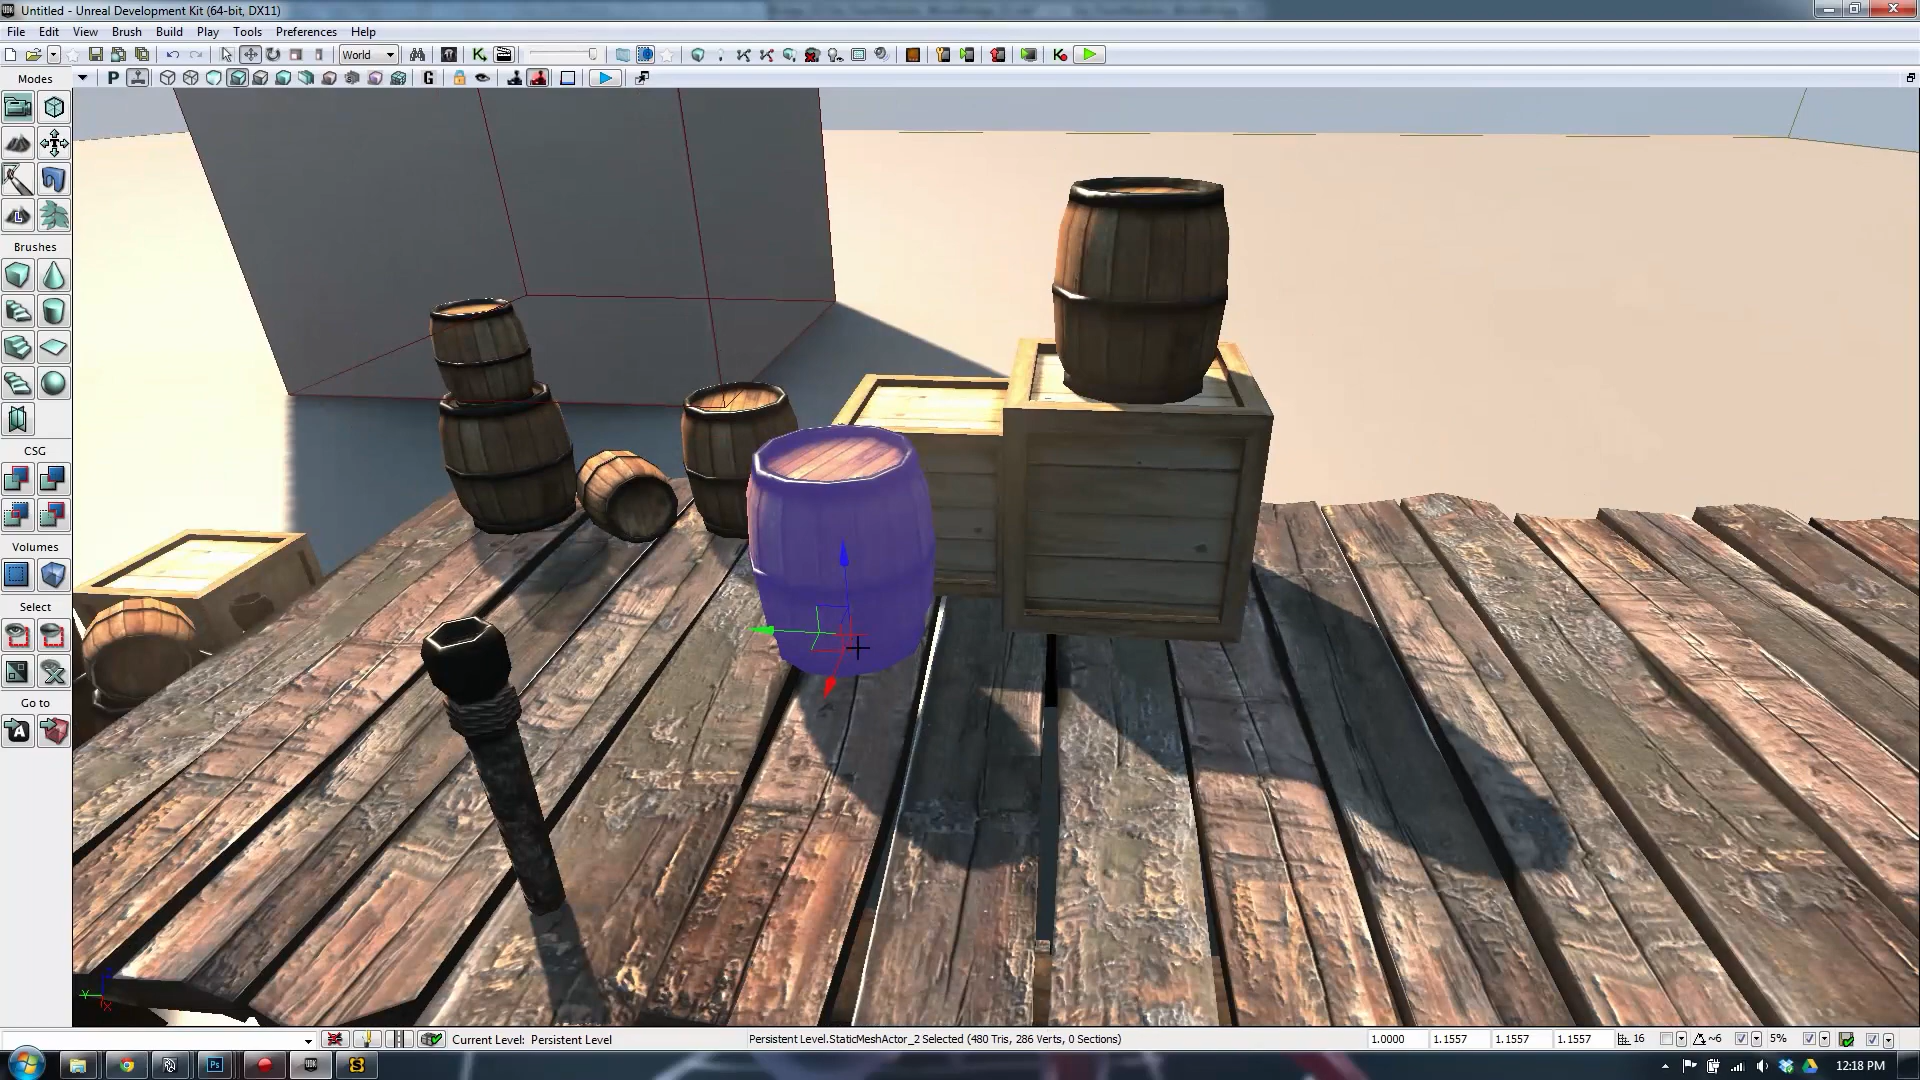 Untitled - Unreal Development Kit (64-bit, DX11)
File Edit View Brush Build Play Tools Preferences Help
World
Modes
P
G
Brushes
CSG
Volumes
Select
Go to
Current Level: Persistent Level
Persistent Level.StaticMeshActor_2 Selected (480 Tris, 286 Verts, 0 Sections)
1.0000
1.1557
1.1557
1.1557
16
~6
5%
12:18 PM